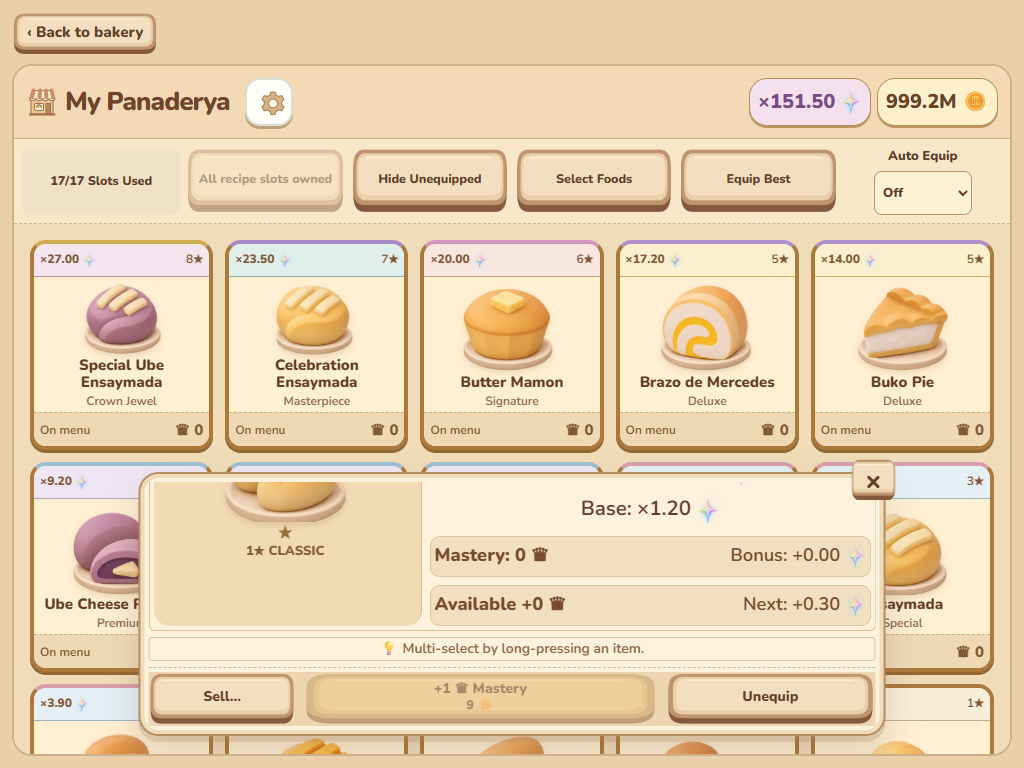 ‹ Back to bakery
My Panaderya
×151.50
999.2M
17/17 Slots Used
All recipe slots owned
Hide Unequipped
Select Foods
Equip Best
Auto Equip
Off
×27.00 8★
×23.50 7★
×20.00 6★
×17.20 5★
×14.00 5★
Special Ube
Ensaymada
Crown Jewel
Celebration
Ensaymada
Masterpiece
Butter Mamon
Signature
Brazo de Mercedes
Deluxe
Buko Pie
Deluxe
On menu 0
On menu 0
On menu 0
On menu 0
On menu 0
×9.20
3★
Ube Cheese
Special
On menu
0
×3.90
1★
Base: ×1.20
★
1★ CLASSIC
Mastery: 0
Bonus: +0.00
Available +0
Next: +0.30
Multi-select by long-pressing an item.
Sell...
+1 Mastery
9
Unequip
×